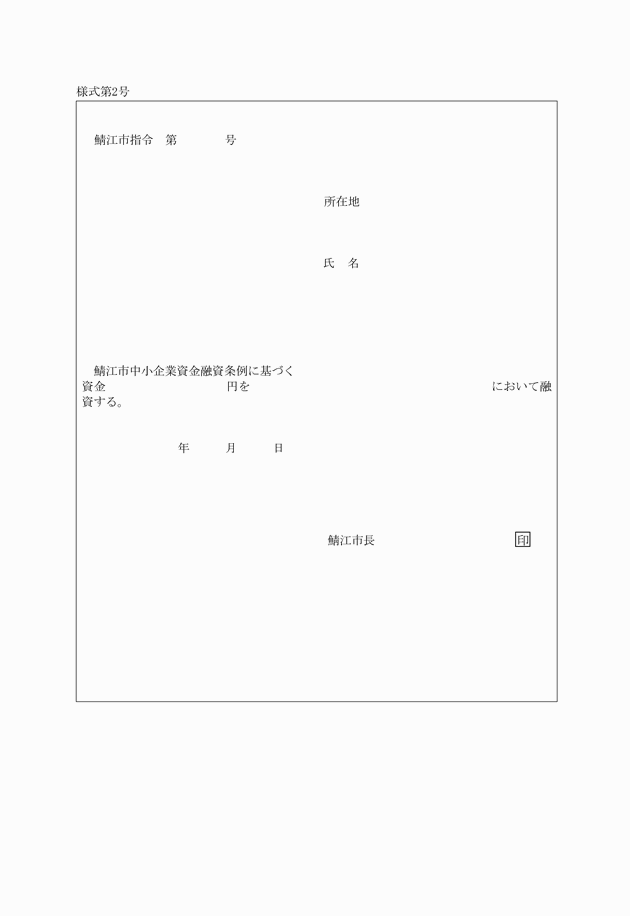 様式第2号
鯖江市指令　第　　　　号
所在地
氏　名
鯖江市中小企業資金融資条例に基づく
資金　　　　　　　　　　円を　　　　　　　　　　　　　　　　　　　　において融
資する。
年　　　月　　　日
鯖江市長　　　　　　　　　　　　印